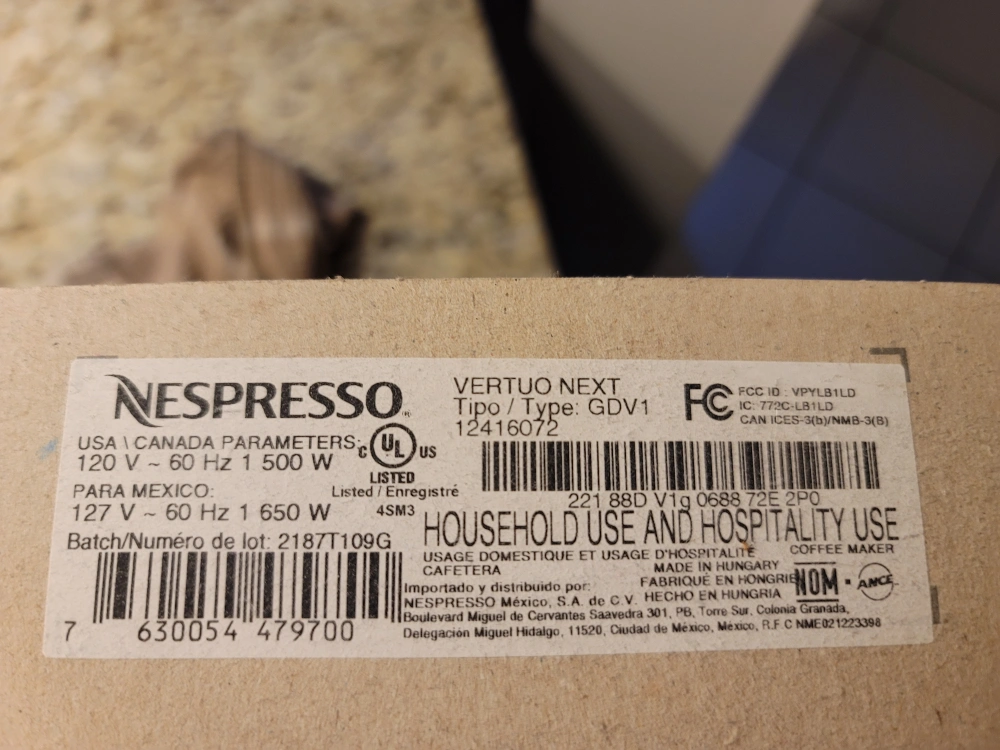 NESPRESSO
USA \ CANADA PARAMETERS:
120 V ~ 60 Hz 1 500 W
PARA MEXICO:
127 V ~ 60 Hz 1 650 W
Batch/Numéro de lot: 2187T109G
7 630054 479700
C UL US
LISTED
Listed / Enregistré
4SM3
VERTUO NEXT
Tipo / Type: GDV1
12416072
FC
FCC ID : VPYLB1LD
IC: 772C-LB1LD
CAN ICES-3(b)/NMB-3(B)
221 88D V1g 0688 72E 2P0
HOUSEHOLD USE AND HOSPITALITY USE
USAGE DOMESTIQUE ET USAGE D'HOSPITALITÉ
COFFEE MAKER
CAFETERA
MADE IN HUNGARY
FABRIQUÉ EN HONGRIE
HECHO EN HUNGRIA
NOM - ANCE
Importado y distribuido por:
NESPRESSO México, S.A. de C.V.
Boulevard Miguel de Cervantes Saavedra 301, PB, Torre Sur, Colonia Granada,
Delegación Miguel Hidalgo, 11520, Ciudad de México, México, R.F.C NME021223398